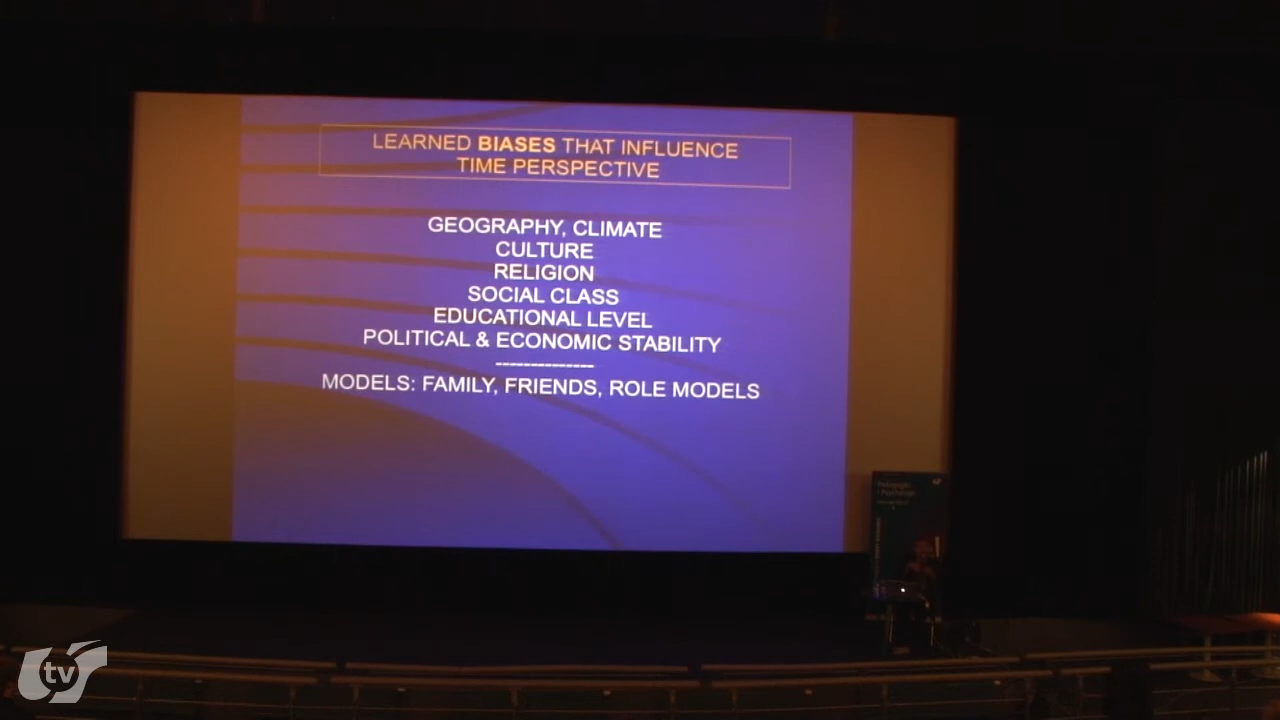 LEARNED BIASES THAT INFLUENCE
TIME PERSPECTIVE
GEOGRAPHY, CLIMATE
CULTURE
RELIGION
SOCIAL CLASS
EDUCATIONAL LEVEL
POLITICAL & ECONOMIC STABILITY
--------------
MODELS: FAMILY, FRIENDS, ROLE MODELS
tv